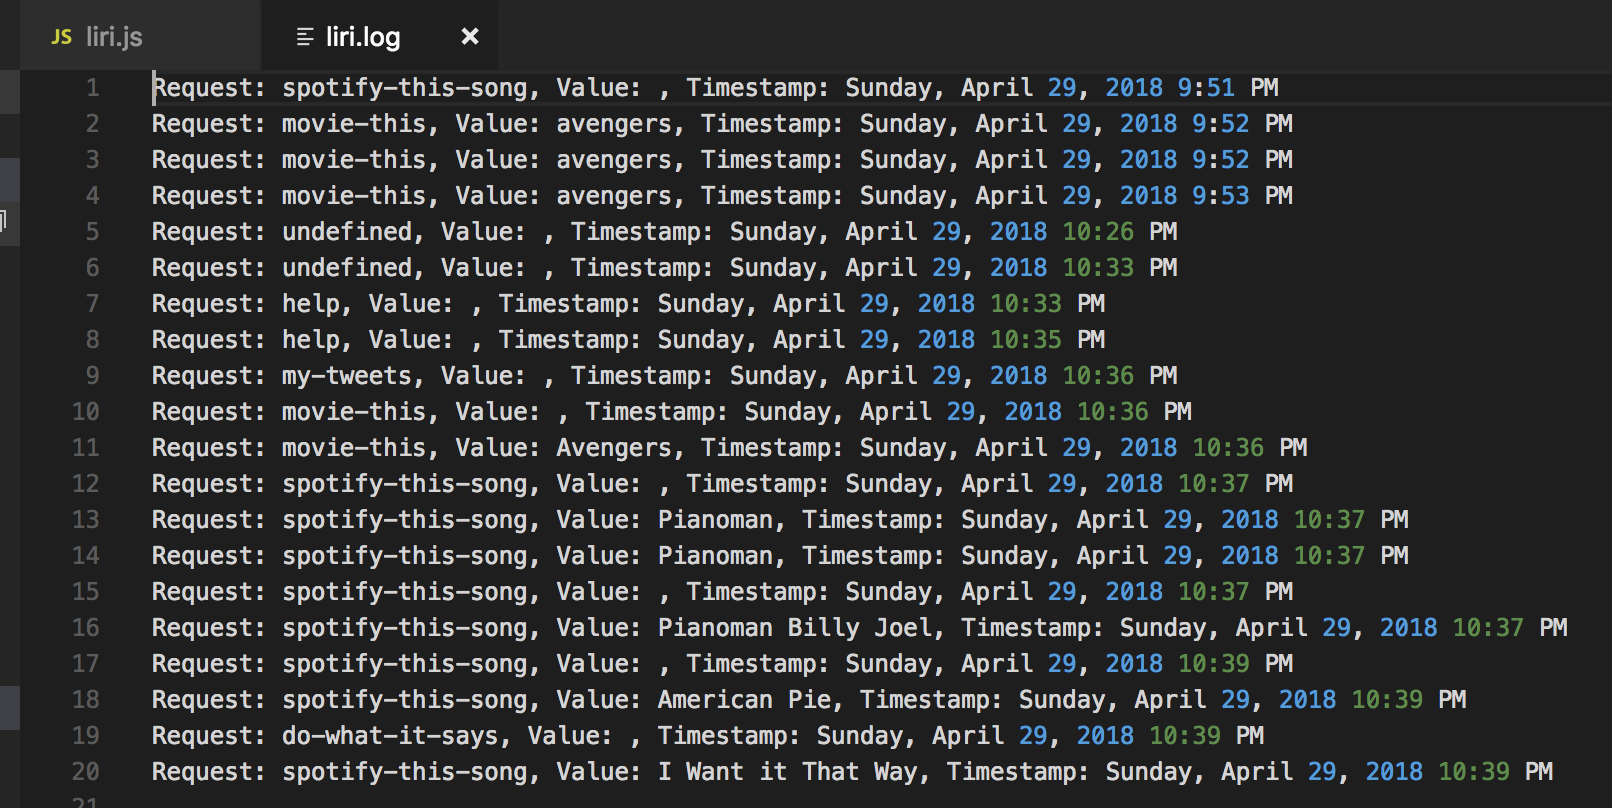 JS liri.js liri.log ×
1 Request: spotify-this-song, Value: , Timestamp: Sunday, April 29, 2018 9:51 PM
2 Request: movie-this, Value: avengers, Timestamp: Sunday, April 29, 2018 9:52 PM
3 Request: movie-this, Value: avengers, Timestamp: Sunday, April 29, 2018 9:52 PM
4 Request: movie-this, Value: avengers, Timestamp: Sunday, April 29, 2018 9:53 PM
5 Request: undefined, Value: , Timestamp: Sunday, April 29, 2018 10:26 PM
6 Request: undefined, Value: , Timestamp: Sunday, April 29, 2018 10:33 PM
7 Request: help, Value: , Timestamp: Sunday, April 29, 2018 10:33 PM
8 Request: help, Value: , Timestamp: Sunday, April 29, 2018 10:35 PM
9 Request: my-tweets, Value: , Timestamp: Sunday, April 29, 2018 10:36 PM
10 Request: movie-this, Value: , Timestamp: Sunday, April 29, 2018 10:36 PM
11 Request: movie-this, Value: Avengers, Timestamp: Sunday, April 29, 2018 10:36 PM
12 Request: spotify-this-song, Value: , Timestamp: Sunday, April 29, 2018 10:37 PM
13 Request: spotify-this-song, Value: Pianoman, Timestamp: Sunday, April 29, 2018 10:37 PM
14 Request: spotify-this-song, Value: Pianoman, Timestamp: Sunday, April 29, 2018 10:37 PM
15 Request: spotify-this-song, Value: , Timestamp: Sunday, April 29, 2018 10:37 PM
16 Request: spotify-this-song, Value: Pianoman Billy Joel, Timestamp: Sunday, April 29, 2018 10:37 PM
17 Request: spotify-this-song, Value: , Timestamp: Sunday, April 29, 2018 10:39 PM
18 Request: spotify-this-song, Value: American Pie, Timestamp: Sunday, April 29, 2018 10:39 PM
19 Request: do-what-it-says, Value: , Timestamp: Sunday, April 29, 2018 10:39 PM
20 Request: spotify-this-song, Value: I Want it That Way, Timestamp: Sunday, April 29, 2018 10:39 PM
21